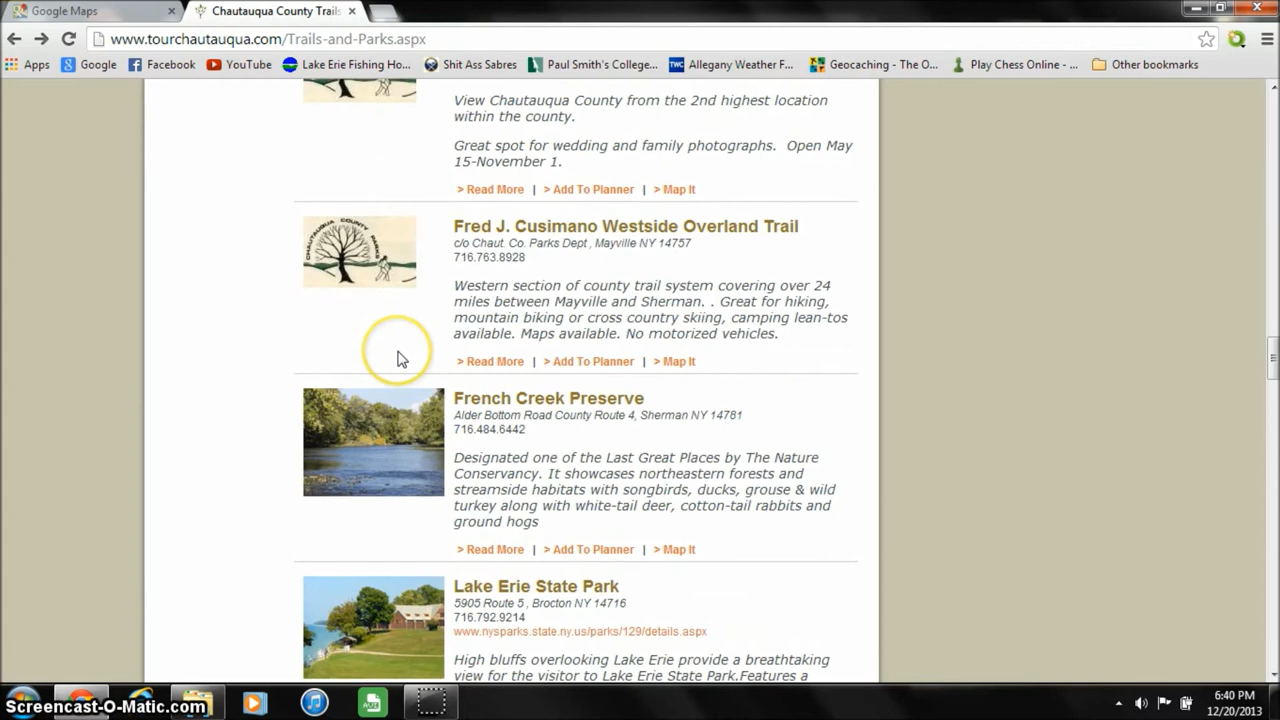 Google Maps
Chautauqua County Trails
www.tourchautauqua.com/Trails-and-Parks.aspx
Apps
Google
Facebook
YouTube
Lake Erie Fishing Ho...
Shit Ass Sabres
Paul Smith's College...
Allegany Weather F...
Geocaching - The O...
Play Chess Online - ...
Other bookmarks
View Chautauqua County from the 2nd highest location
within the county.
Great spot for wedding and family photographs. Open May
15-November 1.
> Read More | > Add To Planner | > Map It
CHAUTAUQUA COUNTY PARKS
Fred J. Cusimano Westside Overland Trail
c/o Chaut. Co. Parks Dept , Mayville NY 14757
716.763.8928
Western section of county trail system covering over 24
miles between Mayville and Sherman. . Great for hiking,
mountain biking or cross country skiing, camping lean-tos
available. Maps available. No motorized vehicles.
> Read More | > Add To Planner | > Map It
French Creek Preserve
Alder Bottom Road County Route 4, Sherman NY 14781
716.484.6442
Designated one of the Last Great Places by The Nature
Conservancy. It showcases northeastern forests and
streamside habitats with songbirds, ducks, grouse & wild
turkey along with white-tail deer, cotton-tail rabbits and
ground hogs
> Read More | > Add To Planner | > Map It
Lake Erie State Park
5905 Route 5 , Brocton NY 14716
716.792.9214
www.nysparks.state.ny.us/parks/129/details.aspx
High bluffs overlooking Lake Erie provide a breathtaking
view for the visitor to Lake Erie State Park.Features a
Screencast-O-Matic.com
6:40 PM
12/20/2013